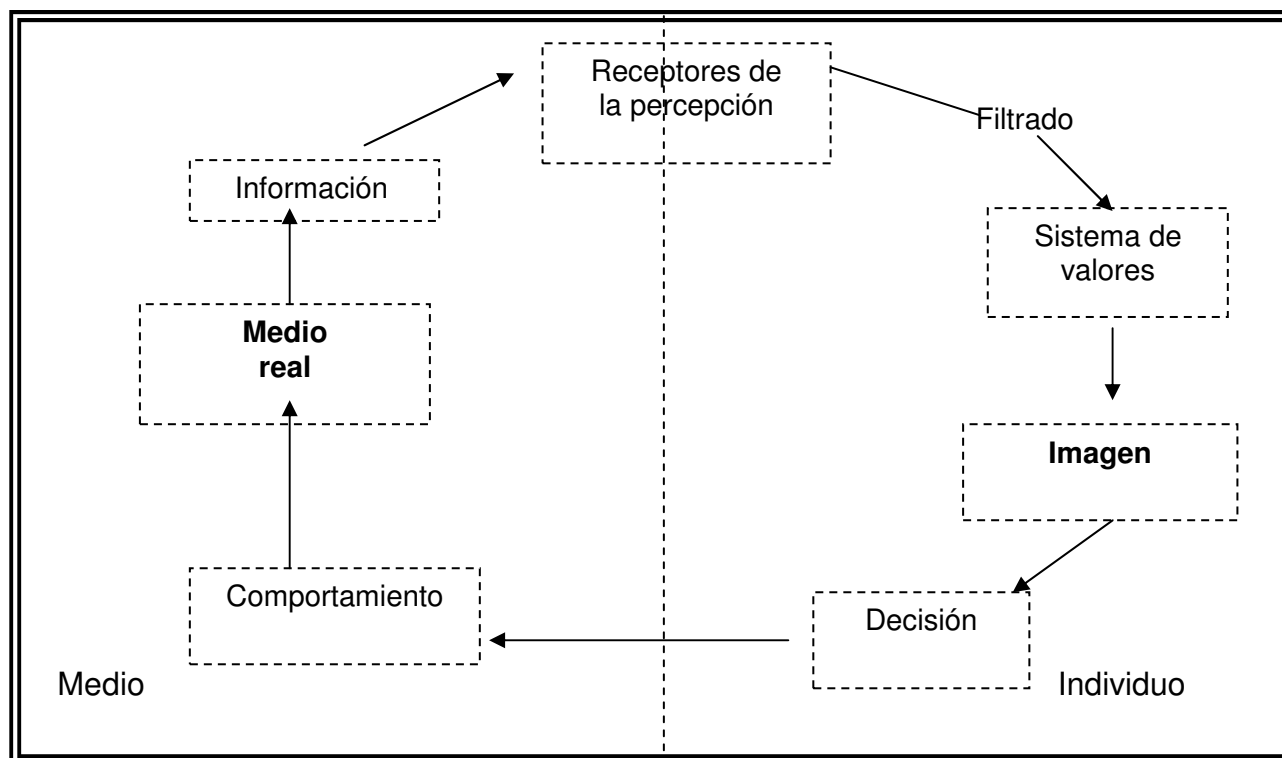 Receptores de
la percepción
Filtrado
Información
Sistema de
valores
Medio
real
Imagen
Comportamiento
Decisión
Medio
Individuo